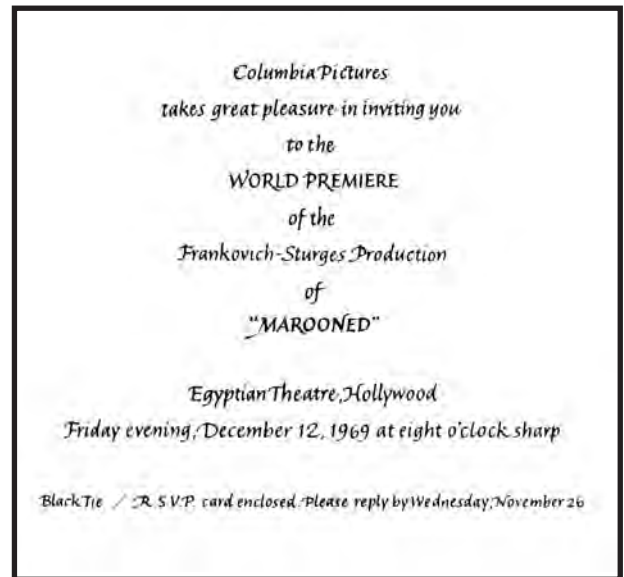 Columbia Pictures
takes great pleasure in inviting you
to the
WORLD PREMIERE
of the
Frankovich-Sturges Production
of
"MAROONED"
Egyptian Theatre, Hollywood
Friday evening, December 12, 1969 at eight o'clock sharp
Black Tie / R.S.V.P. card enclosed. Please reply by Wednesday, November 26